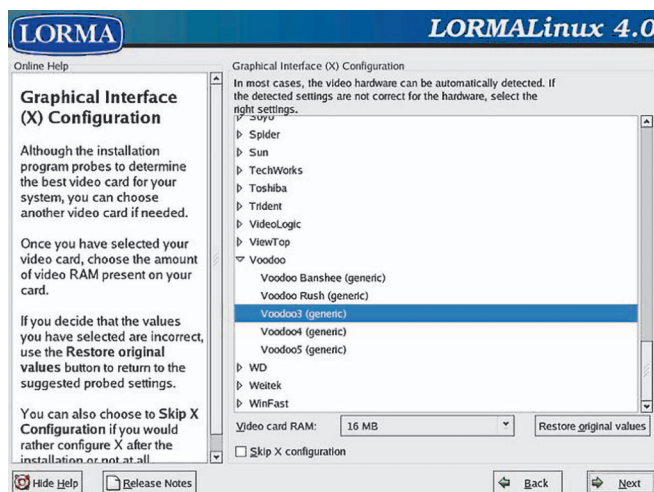 LORMA
LORMALinux 4.0
Online Help
Graphical Interface
(X) Configuration
Although the installation
program probes to determine
the best video card for your
system, you can choose
another video card if needed.
Once you have selected your
video card, choose the amount
of video RAM present on your
card.
If you decide that the values
you have selected are incorrect,
use the Restore original
values button to return to the
suggested probed settings.
You can also choose to Skip X
Configuration if you would
rather configure X after the
installation or not at all.
Graphical Interface (X) Configuration
In most cases, the video hardware can be automatically detected. If
the detected settings are not correct for the hardware, select the
right settings.
Soyo
Spider
Sun
TechWorks
Toshiba
Trident
VideoLogic
ViewTop
Voodoo
Voodoo Banshee (generic)
Voodoo Rush (generic)
Voodoo3 (generic)
Voodoo4 (generic)
Voodoo5 (generic)
WD
Weitek
WinFast
Video card RAM: 16 MB Restore original values
Skip X configuration
Hide Help Release Notes Back Next